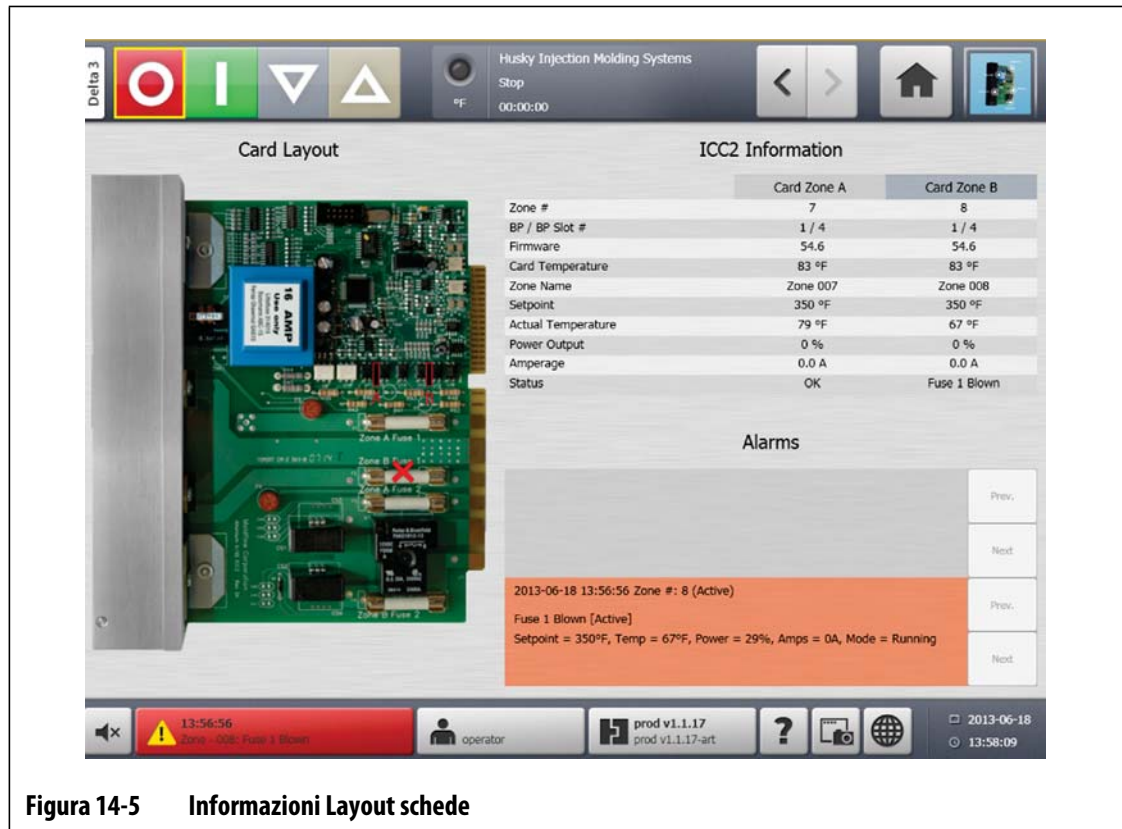 Delta 3
°F
Husky Injection Molding Systems
Stop
00:00:00
Card Layout
16 AMP
Use only
Zone A Fuse 1
Zone B Fuse 1
Zone A Fuse 2
Zone B Fuse 2
ICC2 Information
Card Zone A Card Zone B
Zone # 7 8
BP / BP Slot # 1 / 4 1 / 4
Firmware 54.6 54.6
Card Temperature 83 °F 83 °F
Zone Name Zone 007 Zone 008
Setpoint 350 °F 350 °F
Actual Temperature 79 °F 67 °F
Power Output 0 % 0 %
Amperage 0.0 A 0.0 A
Status OK Fuse 1 Blown
Alarms
Prev.
Next
2013-06-18 13:56:56 Zone #: 8 (Active)
Fuse 1 Blown [Active]
Setpoint = 350°F, Temp = 67°F, Power = 29%, Amps = 0A, Mode = Running
Prev.
Next
13:56:56
Zone - 008: Fuse 1 Blown
operator
prod v1.1.17
prod v1.1.17-art
?
2013-06-18
13:58:09
Figura 14-5 Informazioni Layout schede